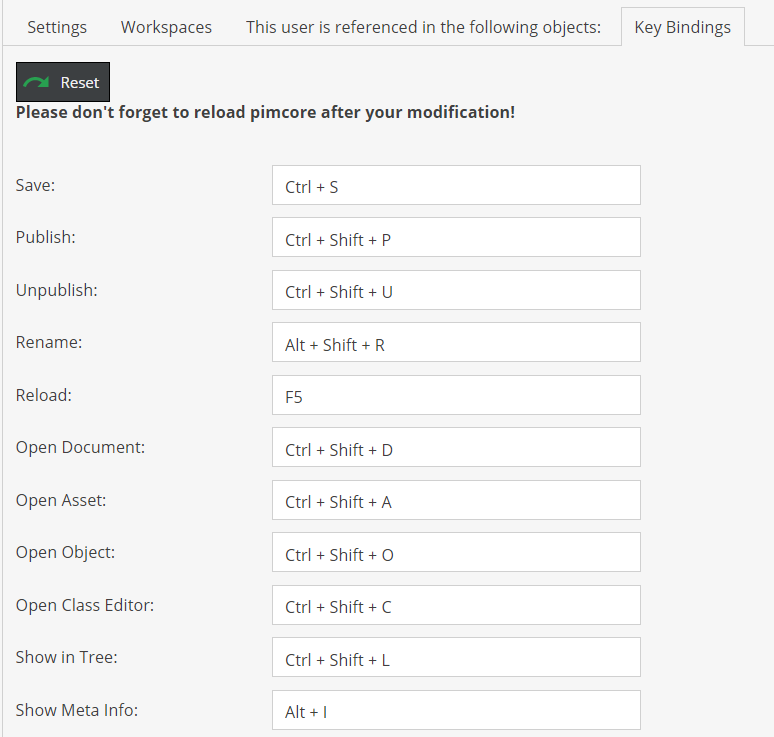 Settings Workspaces This user is referenced in the following objects: Key Bindings
Reset
Please don't forget to reload pimcore after your modification!
Save: Ctrl + S
Publish: Ctrl + Shift + P
Unpublish: Ctrl + Shift + U
Rename: Alt + Shift + R
Reload: F5
Open Document: Ctrl + Shift + D
Open Asset: Ctrl + Shift + A
Open Object: Ctrl + Shift + O
Open Class Editor: Ctrl + Shift + C
Show in Tree: Ctrl + Shift + L
Show Meta Info: Alt + I